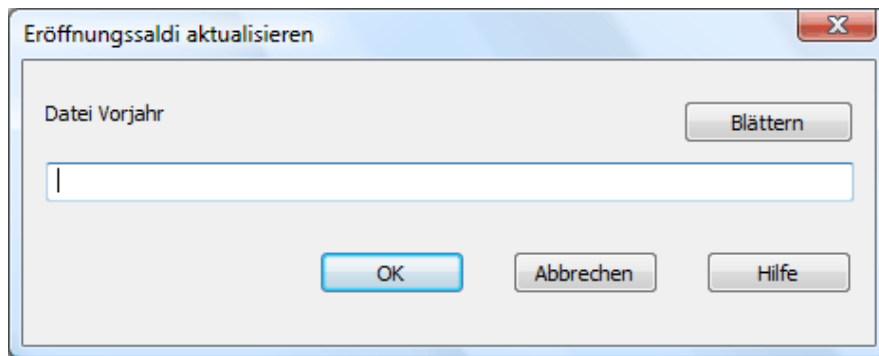 Eröffnungssaldi aktualisieren
Datei Vorjahr
Blättern
OK Abbrechen Hilfe